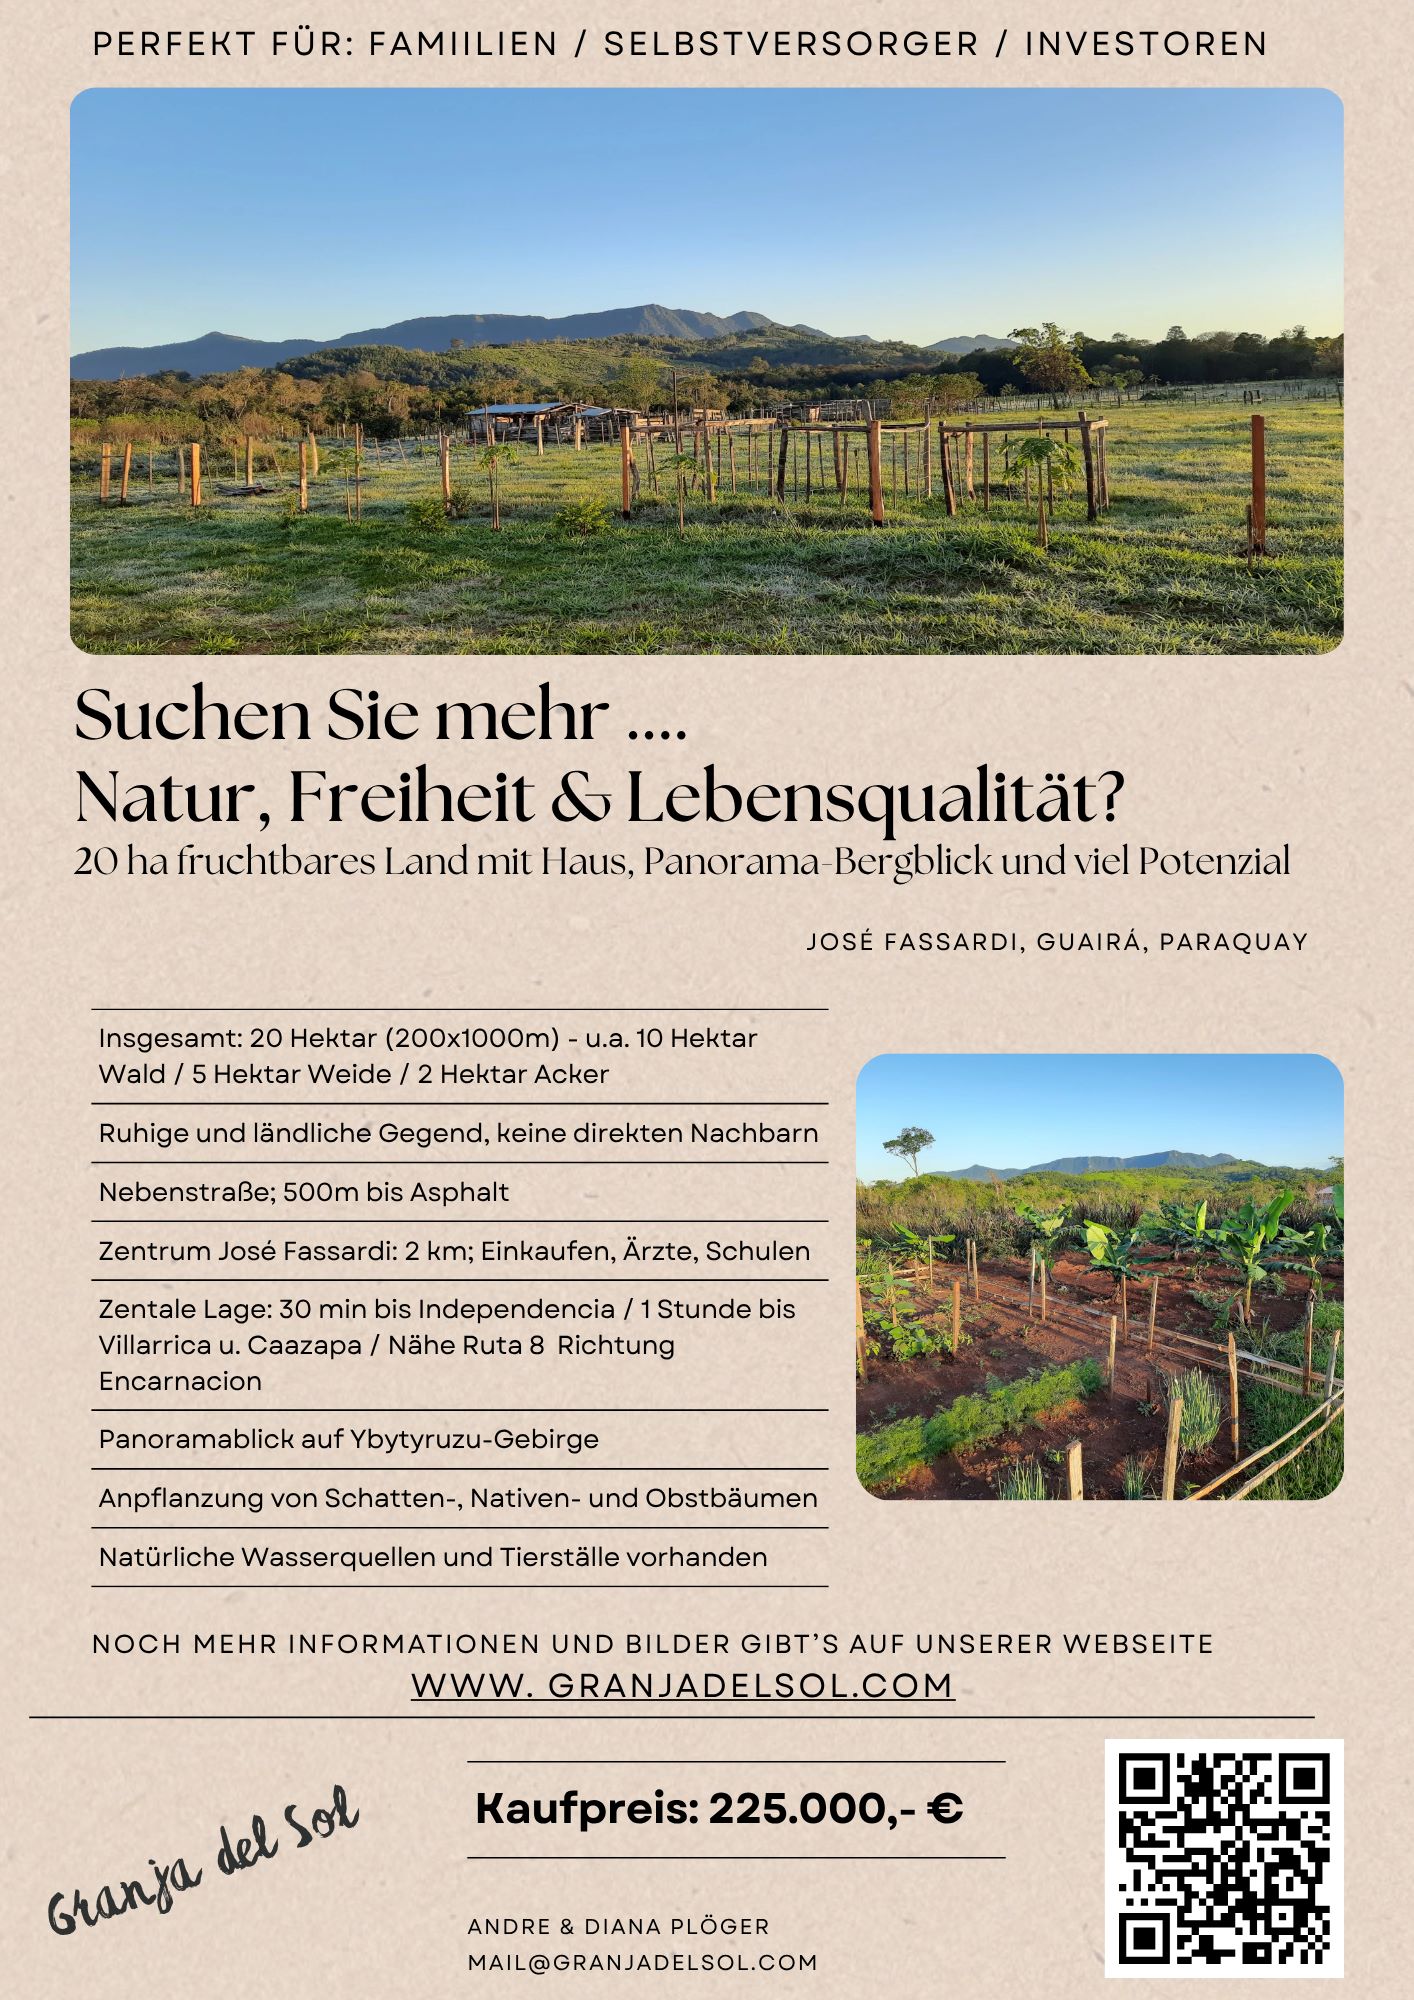 PERFEKT FÜR: FAMIILIEN / SELBSTVERSORGER / INVESTOREN
Suchen Sie mehr ....
Natur, Freiheit & Lebensqualität?
20 ha fruchtbares Land mit Haus, Panorama-Bergblick und viel Potenzial
JOSÉ FASSARDI, GUAIRÁ, PARAQUAY
Insgesamt: 20 Hektar (200x1000m) - u.a. 10 Hektar
Wald / 5 Hektar Weide / 2 Hektar Acker
Ruhige und ländliche Gegend, keine direkten Nachbarn
Nebenstraße; 500m bis Asphalt
Zentrum José Fassardi: 2 km; Einkaufen, Ärzte, Schulen
Zentale Lage: 30 min bis Independencia / 1 Stunde bis
Villarrica u. Caazapa / Nähe Ruta 8 Richtung
Encarnacion
Panoramablick auf Ybytyruzu-Gebirge
Anpflanzung von Schatten-, Nativen- und Obstbäumen
Natürliche Wasserquellen und Tierställe vorhanden
NOCH MEHR INFORMATIONEN UND BILDER GIBT’S AUF UNSERER WEBSEITE
WWW. GRANJADELSOL.COM
Granja del Sol
Kaufpreis: 225.000,- €
ANDRE & DIANA PLÖGER
MAIL@GRANJADELSOL.COM